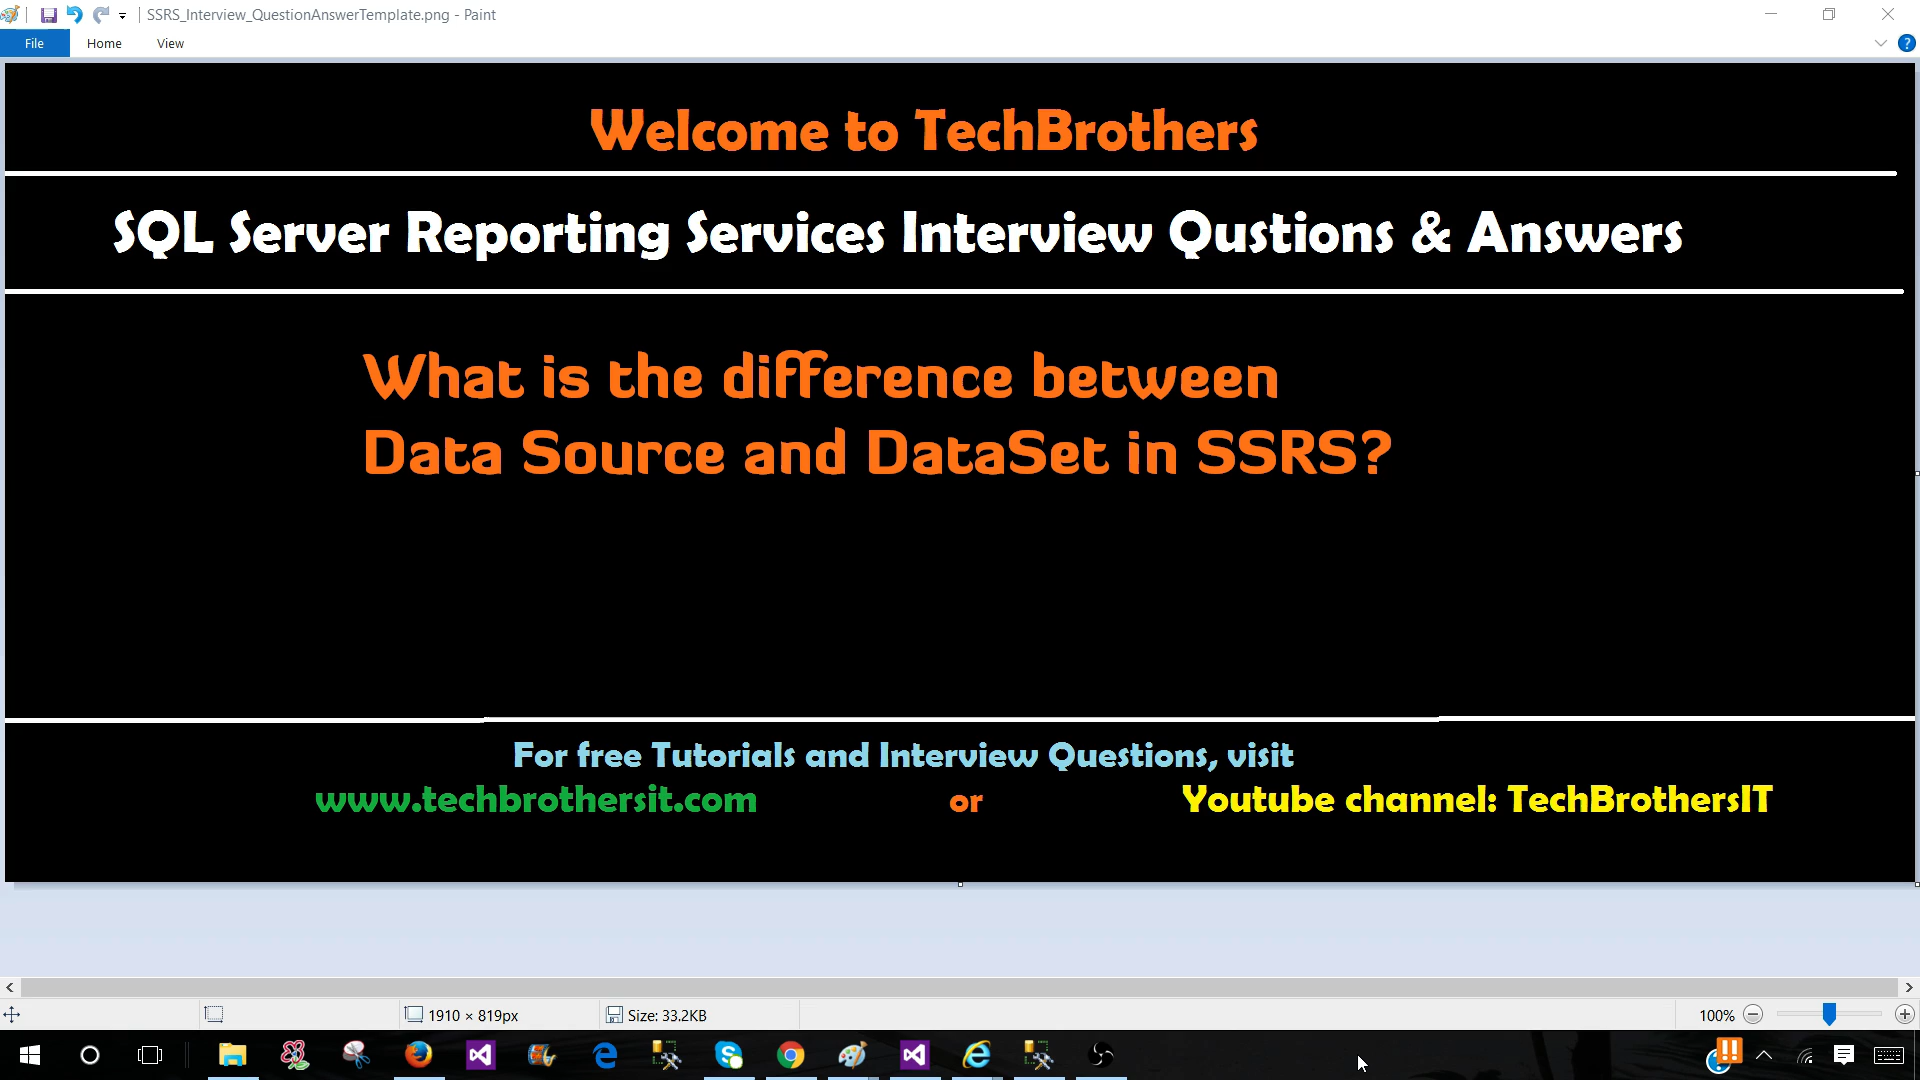 SSRS_Interview_QuestionAnswerTemplate.png - Paint
File Home View
Welcome to TechBrothers
SQL Server Reporting Services Interview Qustions & Answers
What is the difference between
Data Source and DataSet in SSRS?
For free Tutorials and Interview Questions, visit
www.techbrothersit.com or Youtube channel: TechBrothersIT
1910 × 819px Size: 33.2KB 100%